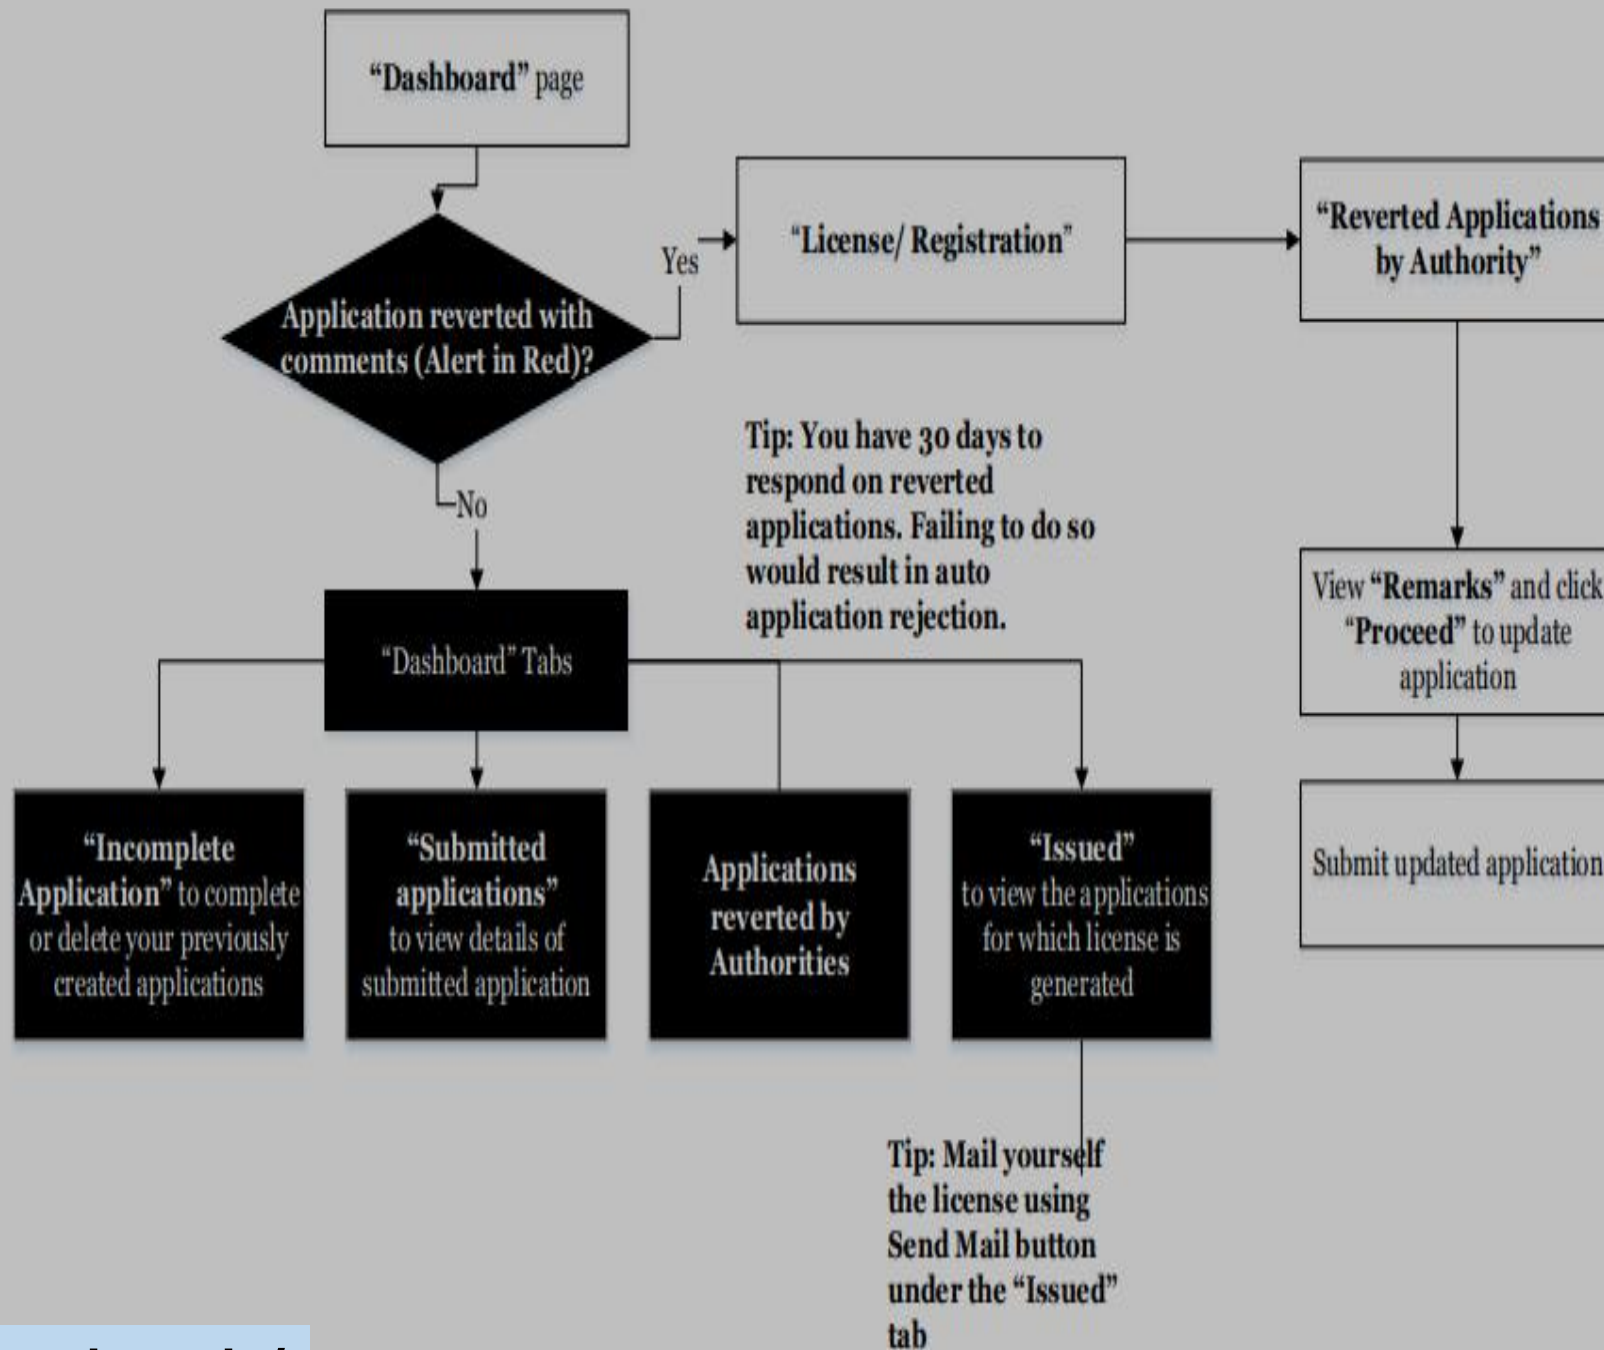 “Dashboard” page
Application reverted with
comments (Alert in Red)?
Yes
“License/ Registration”
“Reverted Applications
by Authority”
Tip: You have 30 days to
respond on reverted
applications. Failing to do so
would result in auto
application rejection.
No
View “Remarks” and click
“Proceed” to update
application
“Dashboard” Tabs
Submit updated application
“Incomplete
Application” to complete
or delete your previously
created applications
“Submitted
applications”
to view details of
submitted application
Applications
reverted by
Authorities
“Issued”
to view the applications
for which license is
generated
Tip: Mail yourself
the license using
Send Mail button
under the “Issued”
tab